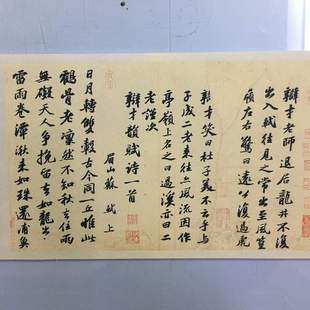 辯才老師退居龍井不復
出入軾往見之常出至風篁
嶺左右驚曰遠公復過虎
辯才笑曰杜子美不云乎與
子成二老來往亦風流因作
亭嶺上名之曰過溪亦曰二
老謹次
辯才韻賦詩一首
眉山蘇軾上
日月轉雙轂古今同一丘惟此
鶴骨老凜然不知秋去住兩
無礙天人爭挽留去如龍出
雷雨卷潭湫來如珠還浦魚